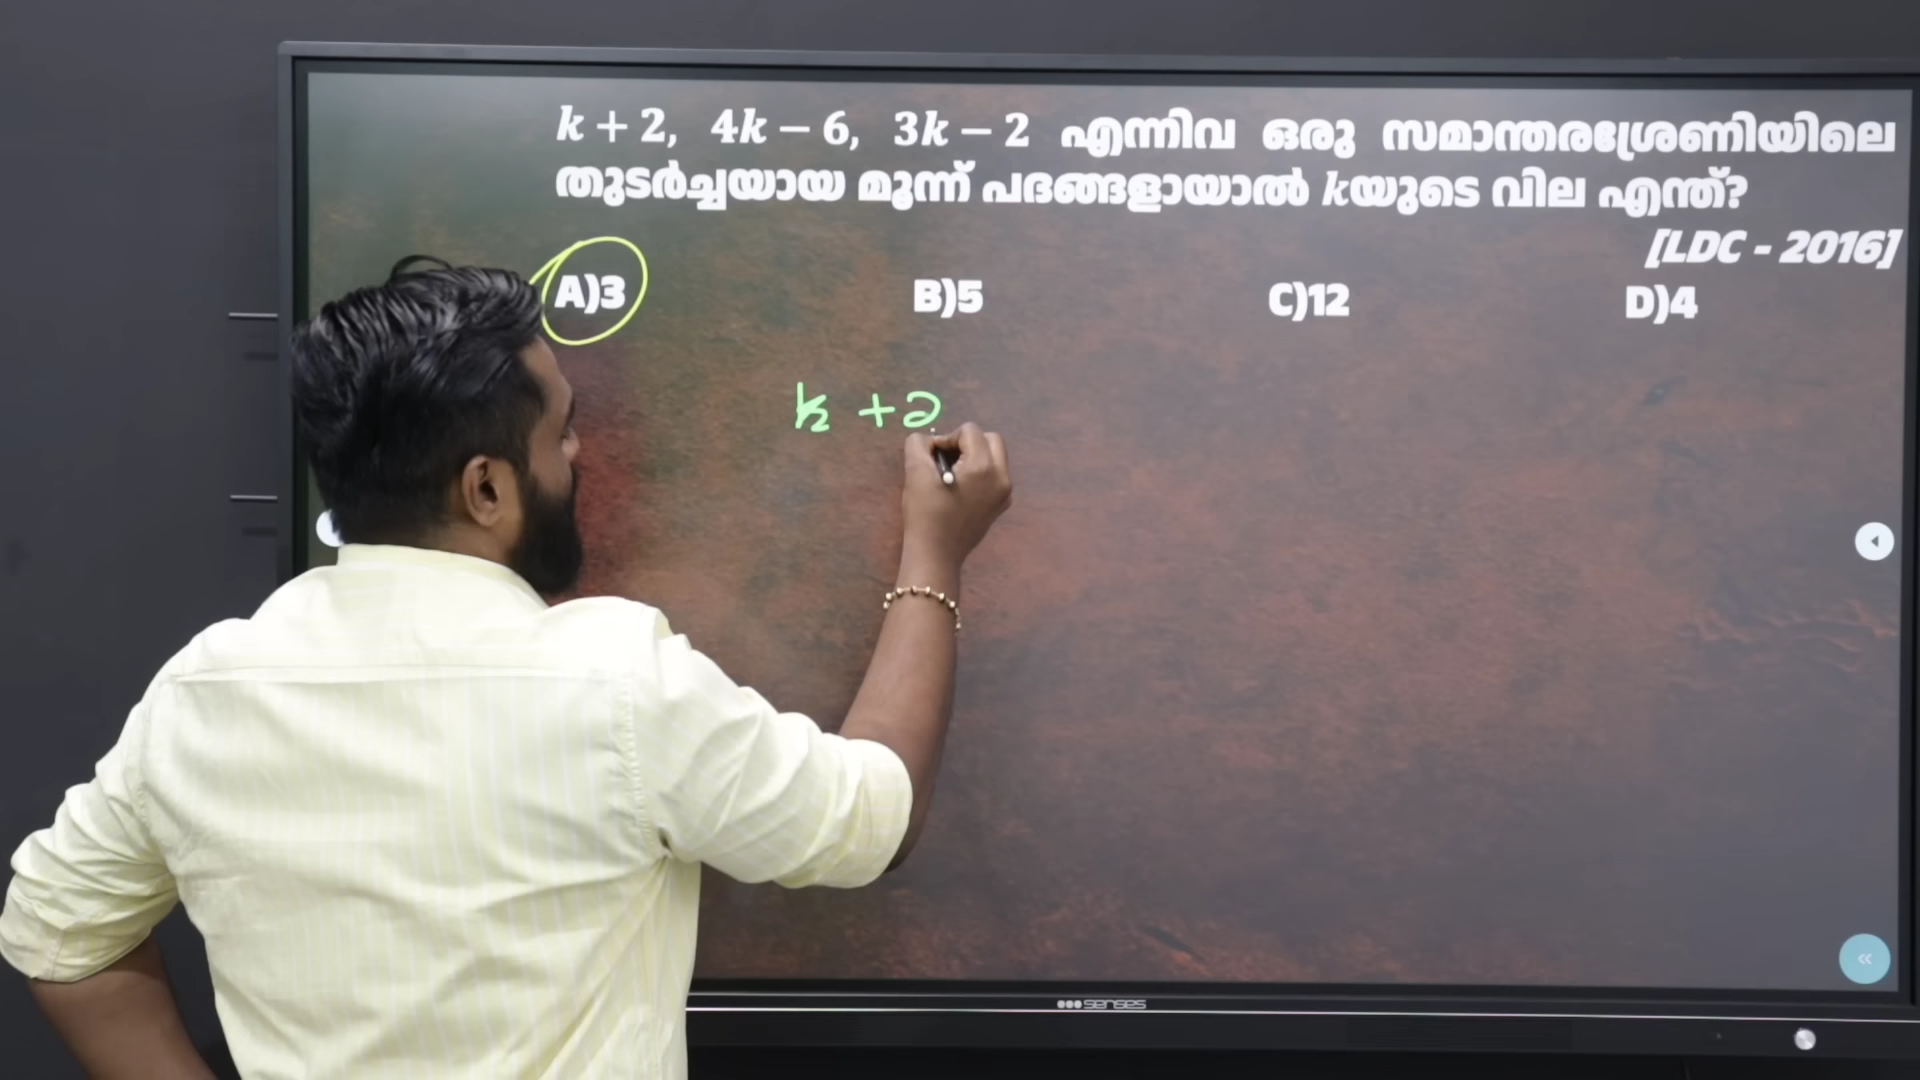 k + 2, 4k − 6, 3k − 2 എന്നിവ ഒരു സമാന്തരശ്രേണിയിലെ
തുടർച്ചയായ മൂന്ന് പദങ്ങളായാൽ kയുടെ വില എന്ത്?
[LDC - 2016]
A)3 B)5 C)12 D)4
k +2
senses